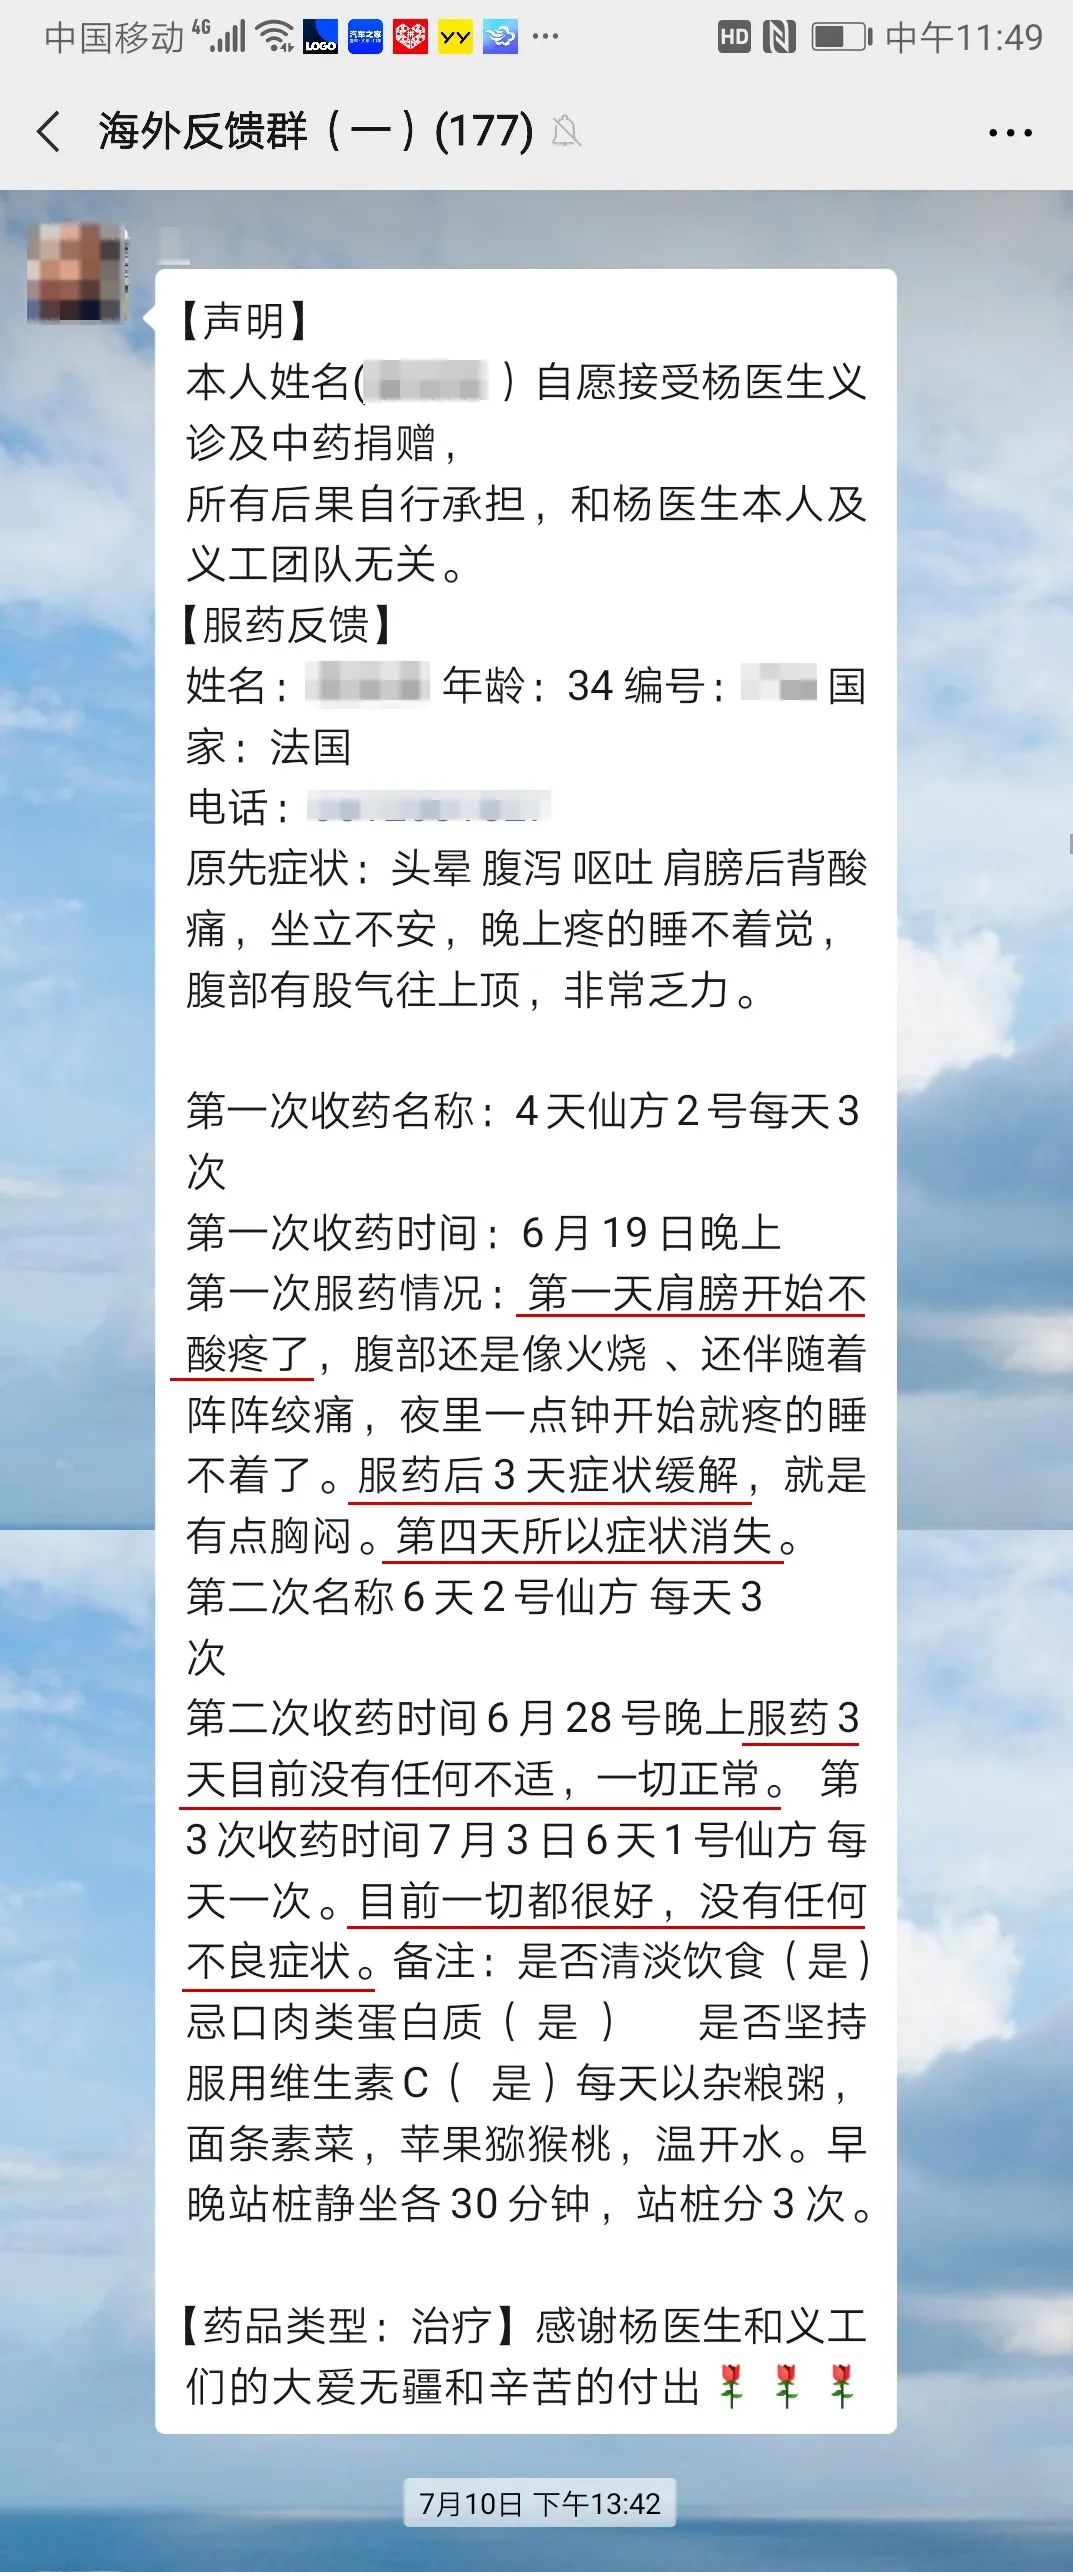 中国移动 4G LOGO 汽车之家 YY ··· HD 中午11:49
海外反馈群（一）(177)
【声明】
本人姓名( ）自愿接受杨医生义
诊及中药捐赠，
所有后果自行承担，和杨医生本人及
义工团队无关。
【服药反馈】
姓名： 年龄：34 编号： 国
家：法国
电话：
原先症状：头晕 腹泻 呕吐 肩膀后背酸
痛，坐立不安，晚上疼的睡不着觉，
腹部有股气往上顶，非常乏力。
第一次收药名称：4天仙方2号每天3
次
第一次收药时间：6月19日晚上
第一次服药情况：第一天肩膀开始不
酸疼了，腹部还是像火烧 、还伴随着
阵阵绞痛，夜里一点钟开始就疼的睡
不着了。服药后3天症状缓解，就是
有点胸闷。第四天所以症状消失。
第二次名称6天2号仙方 每天3
次
第二次收药时间6月28号晚上服药3
天目前没有任何不适，一切正常。 第
3次收药时间7月3日6天1号仙方 每
天一次。目前一切都很好，没有任何
不良症状。备注：是否清淡饮食（是）
忌口肉类蛋白质（ 是 ） 是否坚持
服用维生素C（ 是）每天以杂粮粥，
面条素菜，苹果猕猴桃，温开水。早
晚站桩静坐各30分钟，站桩分3次。
【药品类型：治疗】感谢杨医生和义工
们的大爱无疆和辛苦的付出🌹🌹🌹
7月10日 下午13:42